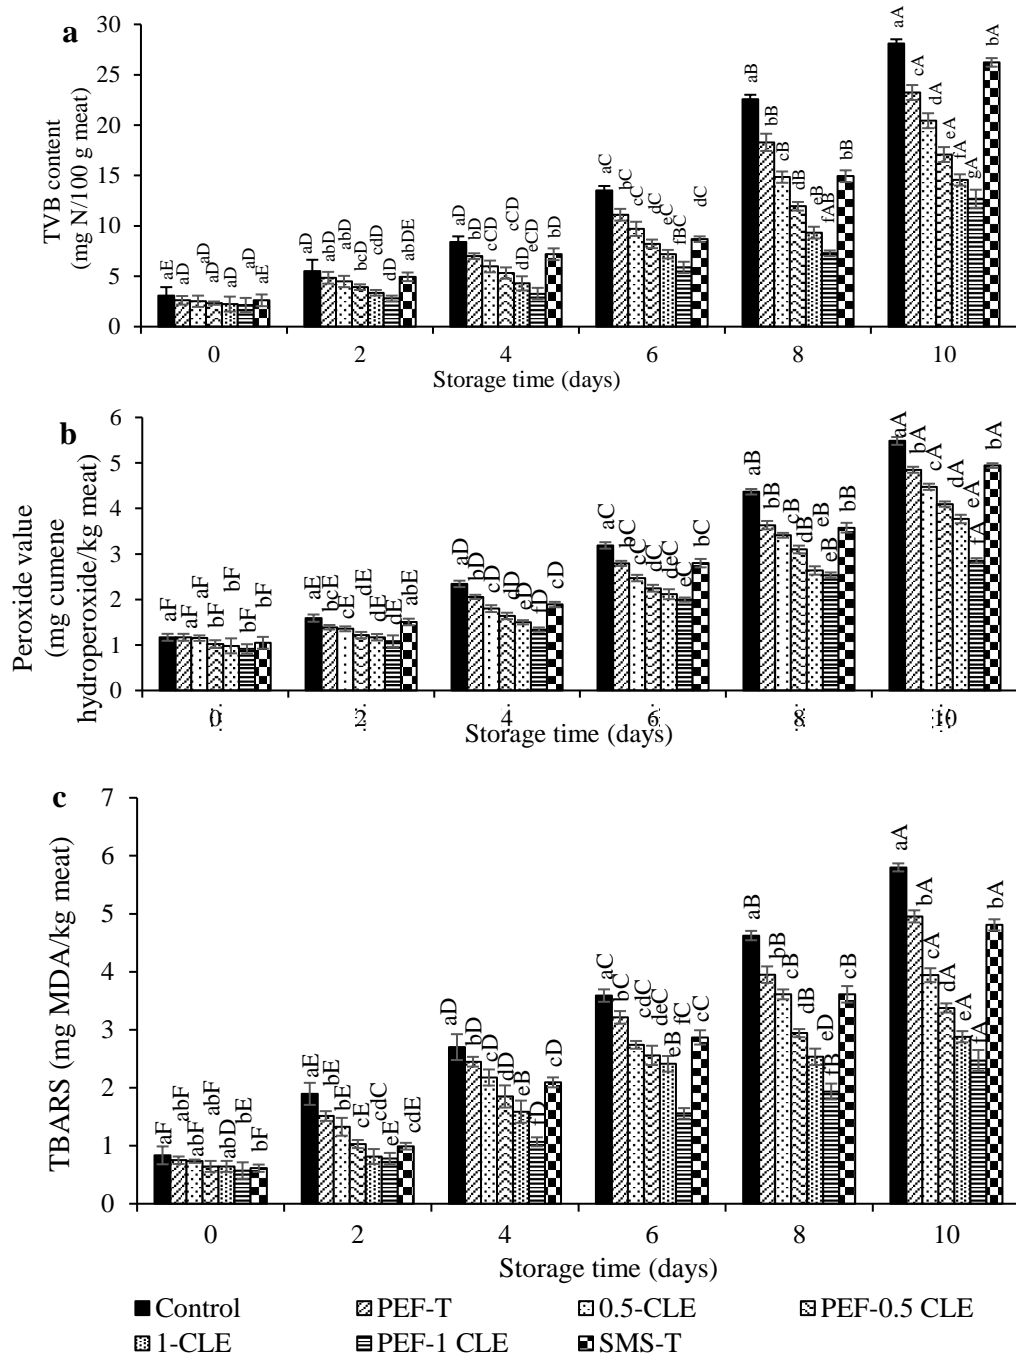 a
TVB content
(mg N/100 g meat)
30
25
20
15
10
5
0
aE aD aD aD aD aD aE
aD abD abD bcD cdD dD abDE
aD bD cCD cCD dD eCD bD
aC bC cC dC eC fBC dC
aB bB cB dB eB fAB bB
aA cA dA eA fA gA bA
0 2 4 6 8 10
Storage time (days)
b
Peroxide value
(mg cumene
hydroperoxide/kg meat)
6
5
4
3
2
1
0
aF aF aF bF bF bF bF
aE bcE cE dE dE dE abE
aD bD cD dD eD fD cD
aC bC cC dC deC eC bC
aB bB cB dB eB eB bB
aA bA cA dA eA fA bA
0 2 4 6 8 10
Storage time (days)
c
TBARS (mg MDA/kg meat)
7
6
5
4
3
2
1
0
aF abF abF abF abD bE bF
aE bE bE cE cdC eE cdE
aD bD cD dD eB fD cD
aC bC cdC deC eB fC cC
aB bB cB dB eD fB cB
aA bA cA dA eA fA bA
0 2 4 6 8 10
Storage time (days)
Control PEF-T 0.5-CLE PEF-0.5 CLE
1-CLE PEF-1 CLE SMS-T